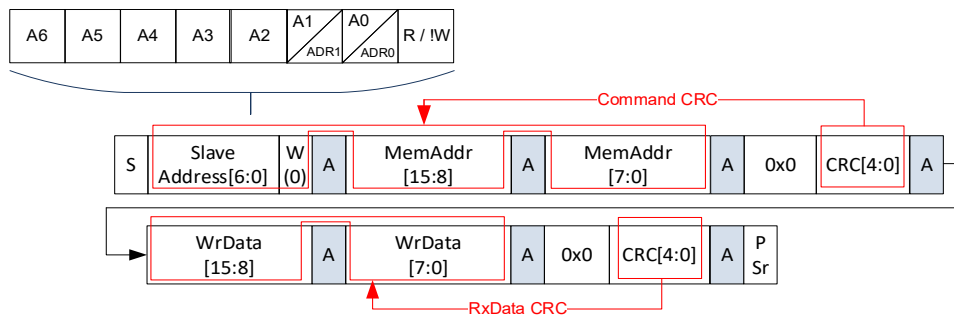 A6 A5 A4 A3 A2 A1 ADR1 A0 ADR0 R / !W
Command CRC
S Slave Address[6:0] W (0) A MemAddr [15:8] A MemAddr [7:0] A 0x0 CRC[4:0] A
WrData [15:8] A WrData [7:0] A 0x0 CRC[4:0] A P Sr
RxData CRC